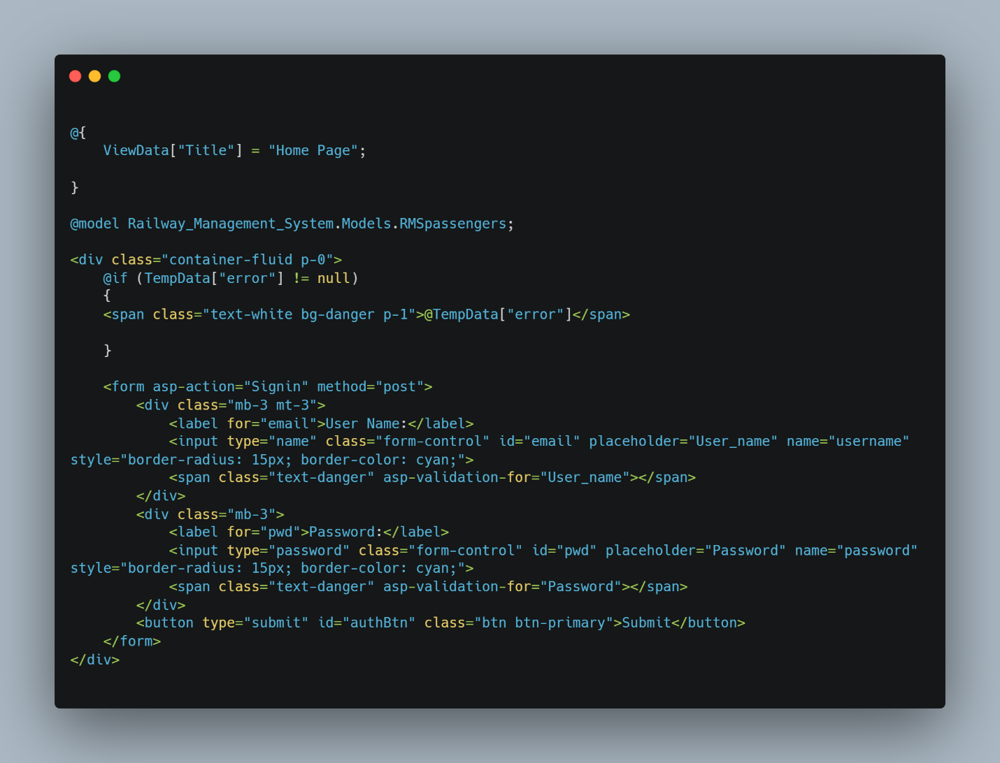 @{
    ViewData["Title"] = "Home Page";
}
@model Railway_Management_System.Models.RMSpassengers;
<div class="container-fluid p-0">
    @if (TempData["error"] != null)
    {
    <span class="text-white bg-danger p-1">@TempData["error"]</span>
    }
    <form asp-action="Signin" method="post">
        <div class="mb-3 mt-3">
            <label for="email">User Name:</label>
            <input type="name" class="form-control" id="email" placeholder="User_name" name="username"
style="border-radius: 15px; border-color: cyan;">
            <span class="text-danger" asp-validation-for="User_name"></span>
        </div>
        <div class="mb-3">
            <label for="pwd">Password:</label>
            <input type="password" class="form-control" id="pwd" placeholder="Password" name="password"
style="border-radius: 15px; border-color: cyan;">
            <span class="text-danger" asp-validation-for="Password"></span>
        </div>
        <button type="submit" id="authBtn" class="btn btn-primary">Submit</button>
    </form>
</div>